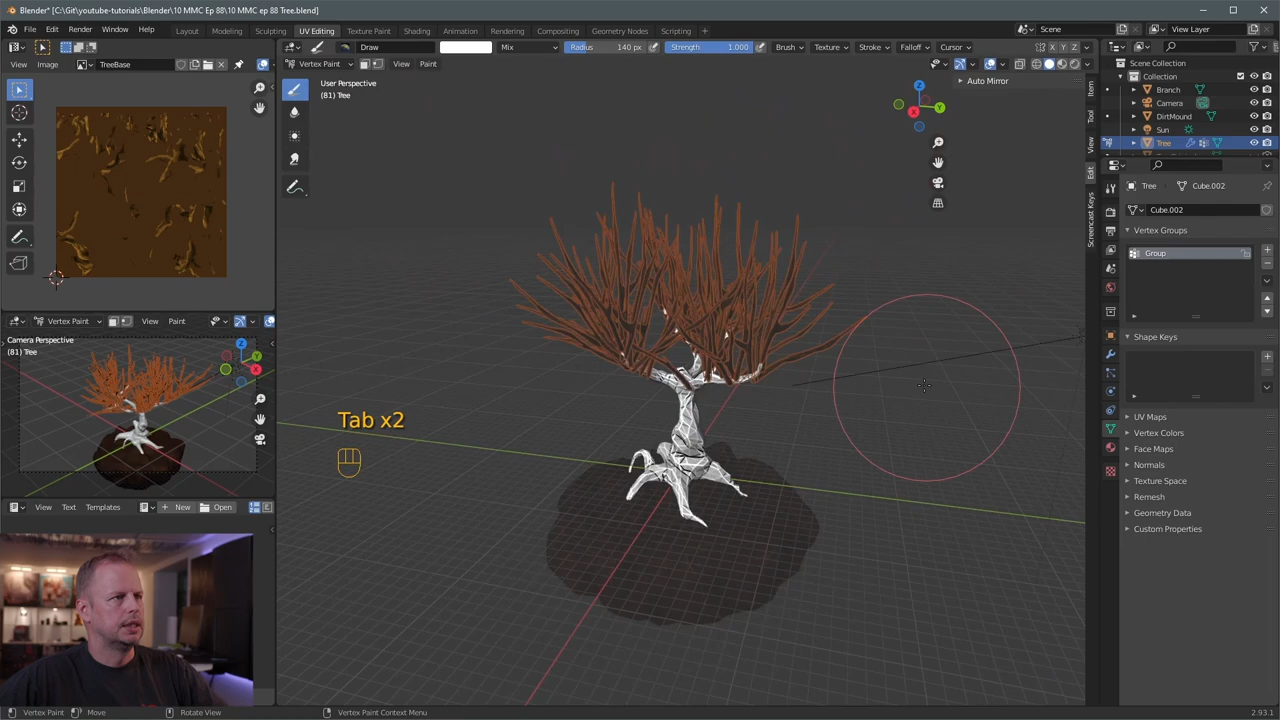 Blender* [C:\Git\youtube-tutorials\Blender\10 MMC Ep 88\10 MMC ep 88 Tree.blend]
File Edit Render Window Help Layout Modeling Sculpting UV Editing Texture Paint Shading Animation Rendering Compositing Geometry Nodes Scripting Scene View Layer
Draw Mix Radius 140 px Strength 1.000 Brush Texture Stroke Falloff Cursor X Y Z
View Image TreeBase
Vertex Paint View Paint
User Perspective
(81) Tree
Auto Mirror
Z
Y
X
Item
Tool
View
Edit
Screencast Keys
Scene Collection
Collection
Branch
Camera
DirtMound
Sun
Tree
Tree Cube.002
Cube.002
Vertex Groups
Group
Shape Keys
UV Maps
Vertex Colors
Face Maps
Normals
Texture Space
Remesh
Geometry Data
Custom Properties
Vertex Paint View Paint
Camera Perspective
(81) Tree
Z
Y
X
View Text Templates New Open
Tab x2
Vertex Paint Move Rotate View Vertex Paint Context Menu 2.93.1